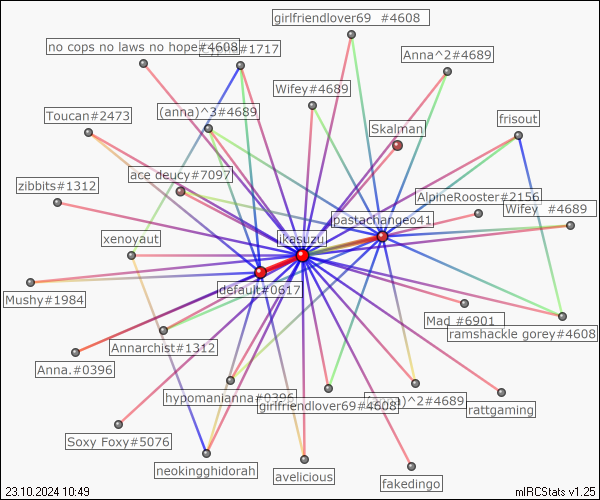 girlfriendlover69 #4608
no cops no laws no hope#4608
#1717
Anna^2#4689
Wifey#4689
Toucan#2473
(anna)^3#4689
Skalman
frisout
ace deucy#7097
zibbits#1312
AlpineRooster#2156
Wifey #4689
pastachangeo41
jkasuzu
xenoyaut
default#0617
Mushy#1984
Mad #6901
ramshackle gorey#4608
Annarchist#1312
Anna.#0396
hypomanianna#0396
girlfriendlover69#4608
)^2#4689
rattgaming
Soxy Foxy#5076
neokingghidorah
avelicious
fakedingo
23.10.2024 10:49
mIRCStats v1.25